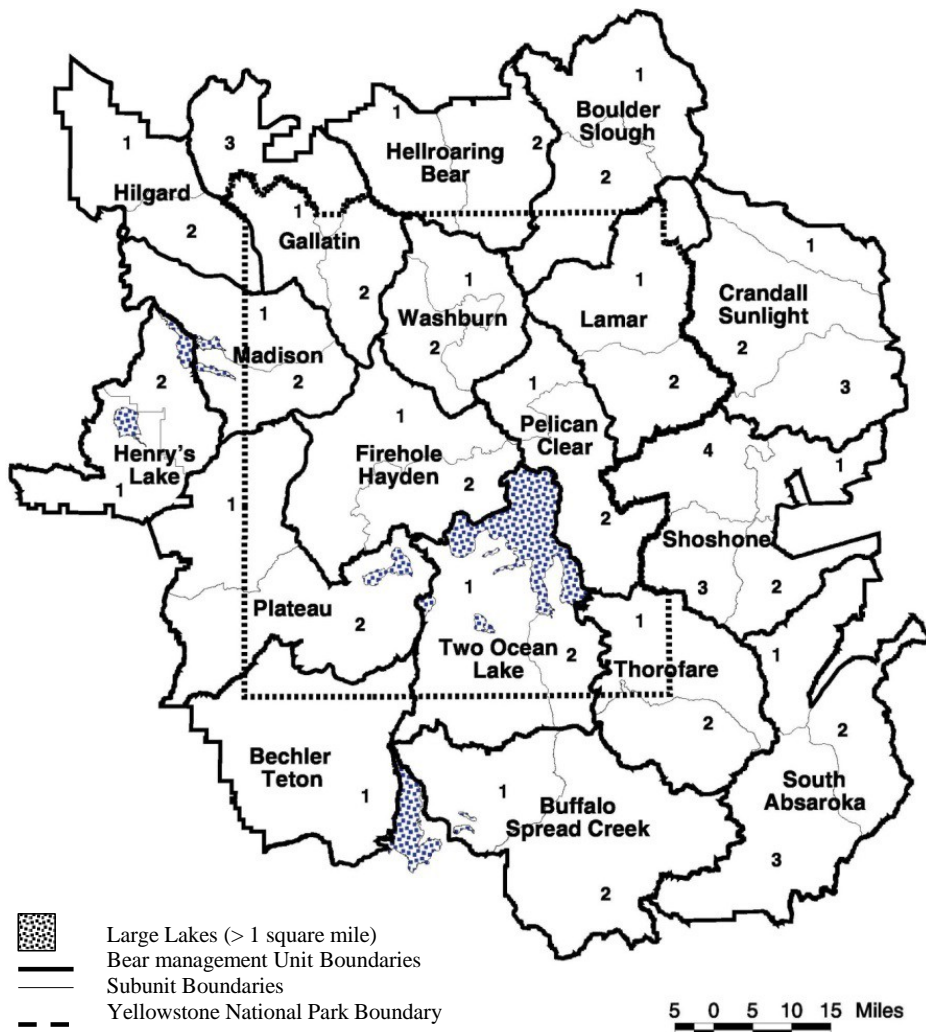 1
Boulder
Slough
2
1
Hellroaring
Bear
2
1
Hilgard
2
3
1
Gallatin
2
1
Washburn
2
1
Lamar
2
1
Crandall
Sunlight
2
3
1
Madison
2
2
Henry's
Lake
1
1
Firehole
Hayden
2
1
Pelican
Clear
2
4
1
Shoshone
3
2
1
Plateau
2
1
Two Ocean
Lake
2
1
Thorofare
2
1
2
South
Absaroka
3
Bechler
Teton
1
1
Buffalo
Spread Creek
2
Large Lakes (> 1 square mile)
Bear management Unit Boundaries
Subunit Boundaries
Yellowstone National Park Boundary
5 0 5 10 15 Miles